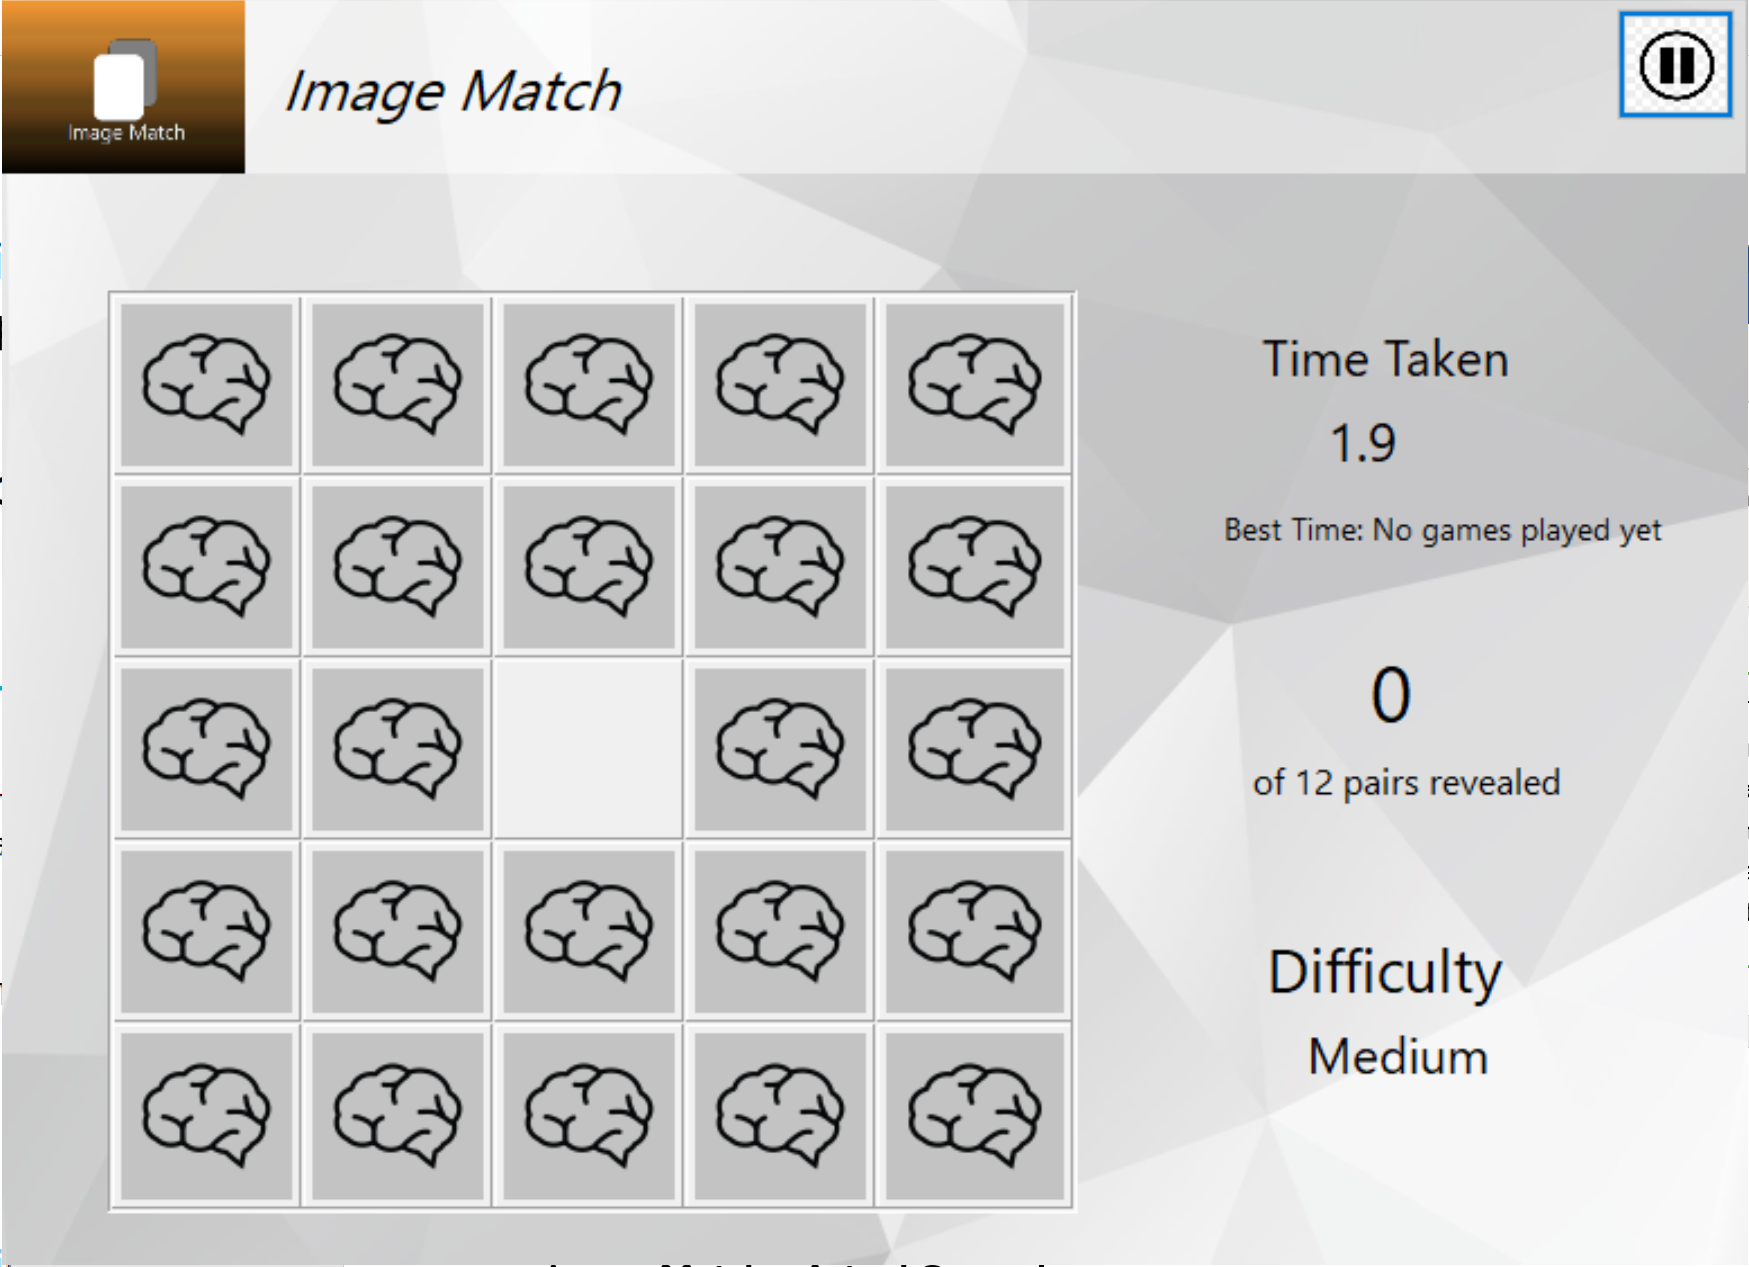 Image Match
Image Match
Time Taken
1.9
Best Time: No games played yet
0
of 12 pairs revealed
Difficulty
Medium